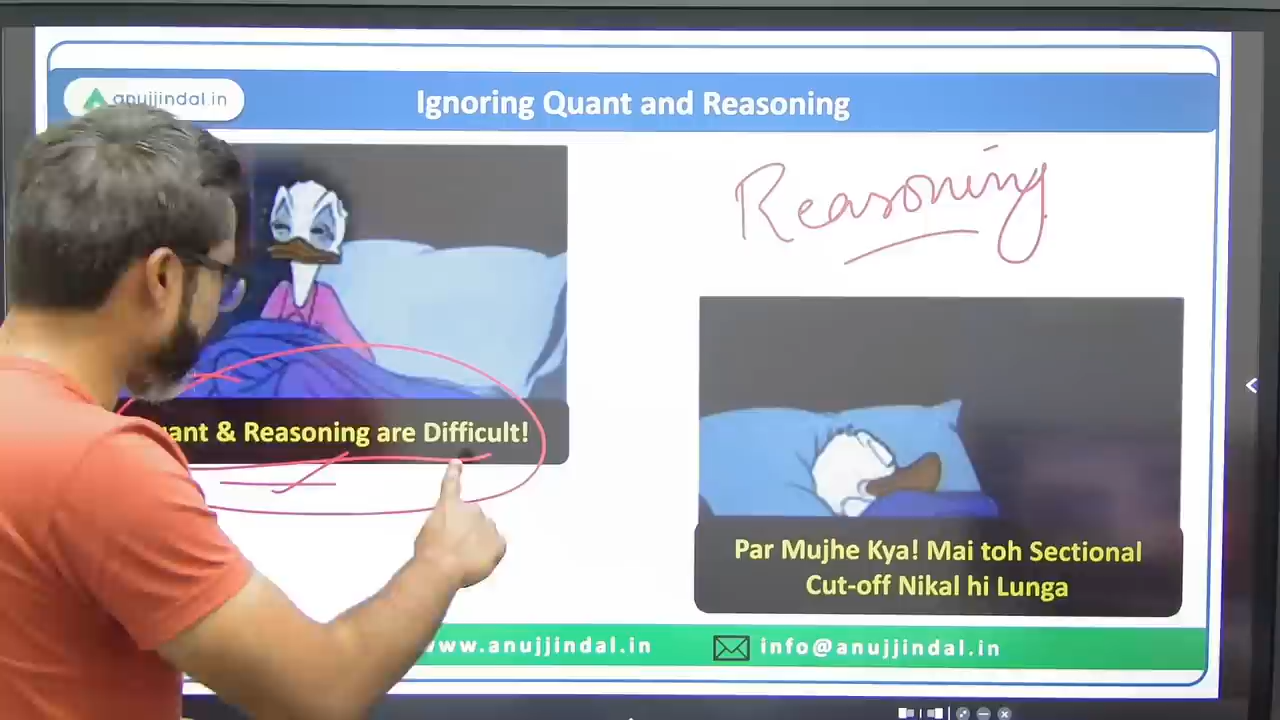 anujjindal.in
Ignoring Quant and Reasoning
Reasoning
& Reasoning are Difficult!
Par Mujhe Kya! Mai toh Sectional
Cut-off Nikal hi Lunga
www.anujjindal.in
info@anujjindal.in